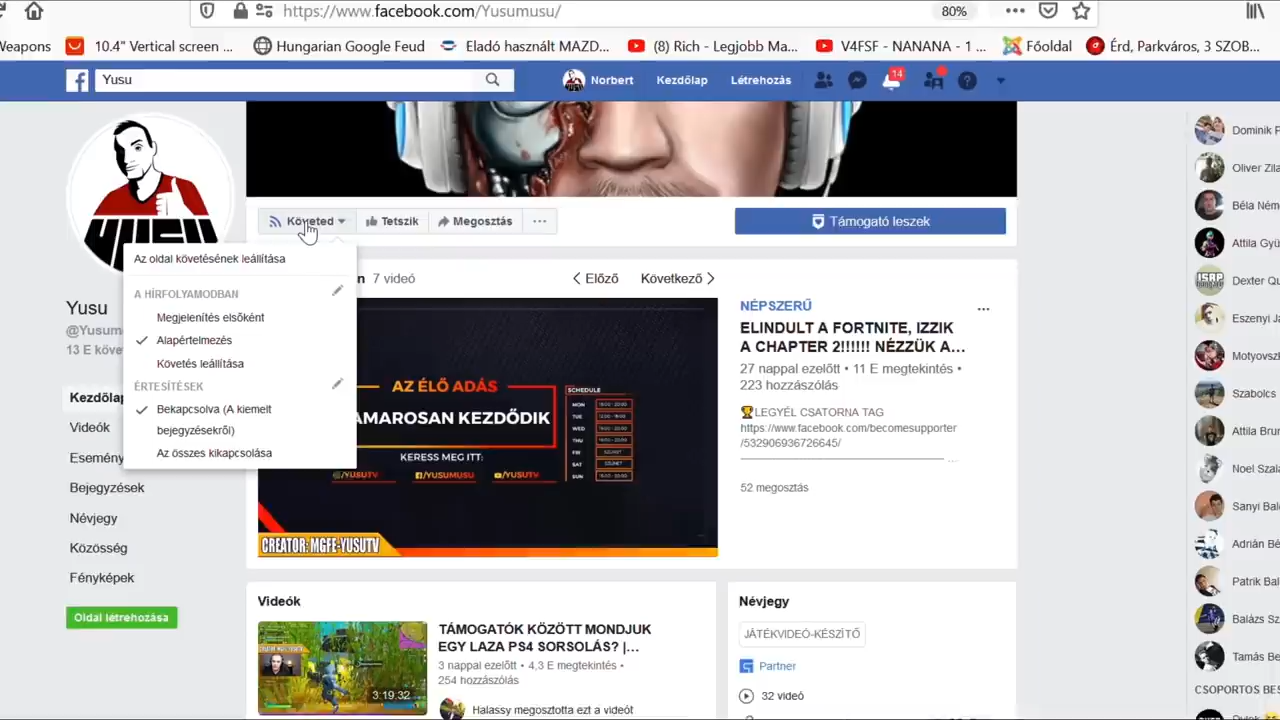 https://www.facebook.com/Yusumusu/
80%
Weapons
10.4" Vertical screen ...
Hungarian Google Feud
Eladó használt MAZD...
(8) Rich - Legjobb Ma...
V4FSF - NANANA - 1 ...
Főoldal
Érd, Parkváros, 3 SZOB...
Yusu
Norbert
Kezdőlap
Létrehozás
14
YUSU
Követed
Tetszik
Megosztás
Támogató leszek
Az oldal követésének leállítása
A HÍRFOLYAMODBAN
Megjelenítés elsőként
Alapértelmezés
Követés leállítása
ÉRTESÍTÉSEK
Bekapcsolva (A kiemelt
bejegyzésekről)
Az összes kikapcsolása
Yusu
@Yusum
13 E köve
Kezdőlap
Videók
Esemény
Bejegyzések
Névjegy
Közösség
Fényképek
Oldal létrehozása
7 videó
Előző
Következő
AZ ÉLŐ ADÁS
AMAROSAN KEZDŐDIK
KERESS MEG ITT:
/YUSUTV
/YUSUMUSU
/YUSUTV
SCHEDULE
MON
TUE
WED
THU
SAT
SUN
CREATOR: MGFE-YUSUTV
NÉPSZERŰ
ELINDULT A FORTNITE, IZZIK
A CHAPTER 2!!!!!! NÉZZÜK A...
27 nappal ezelőtt • 11 E megtekintés •
223 hozzászólás
🏆LEGYÉL CSATORNA TAG
https://www.facebook.com/becomesupporter
/532906936726645/
52 megosztás
Videók
TÁMOGATÓK KÖZÖTT MONDJUK
EGY LAZA PS4 SORSOLÁS? |...
3 nappal ezelőtt • 4,3 E megtekintés •
254 hozzászólás
3:19:32
Halassy megosztotta ezt a videót
Névjegy
JÁTÉKVIDEÓ-KÉSZÍTŐ
Partner
32 videó
Dominik P
Oliver Zila
Béla Ném
Attila Gyü
Dexter Qu
Eszenyi Ja
Motyovszk
Szabolcs
Attila Brun
Noel Szala
Sanyi Balo
Adrián Bé
Patrik Bal
Balázs Sz
Tamás Be
CSOPORTOS BES